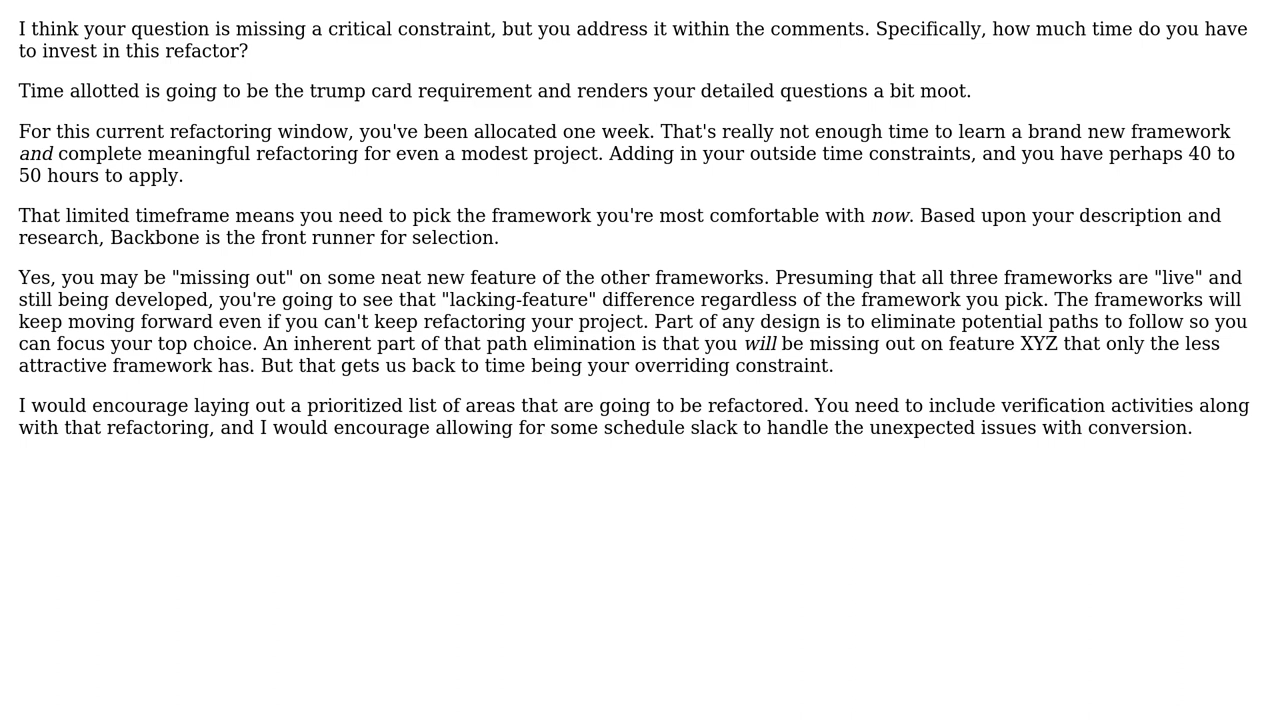 I think your question is missing a critical constraint, but you address it within the comments. Specifically, how much time do you have
to invest in this refactor?
Time allotted is going to be the trump card requirement and renders your detailed questions a bit moot.
For this current refactoring window, you've been allocated one week. That's really not enough time to learn a brand new framework
and complete meaningful refactoring for even a modest project. Adding in your outside time constraints, and you have perhaps 40 to
50 hours to apply.
That limited timeframe means you need to pick the framework you're most comfortable with now. Based upon your description and
research, Backbone is the front runner for selection.
Yes, you may be "missing out" on some neat new feature of the other frameworks. Presuming that all three frameworks are "live" and
still being developed, you're going to see that "lacking-feature" difference regardless of the framework you pick. The frameworks will
keep moving forward even if you can't keep refactoring your project. Part of any design is to eliminate potential paths to follow so you
can focus your top choice. An inherent part of that path elimination is that you will be missing out on feature XYZ that only the less
attractive framework has. But that gets us back to time being your overriding constraint.
I would encourage laying out a prioritized list of areas that are going to be refactored. You need to include verification activities along
with that refactoring, and I would encourage allowing for some schedule slack to handle the unexpected issues with conversion.